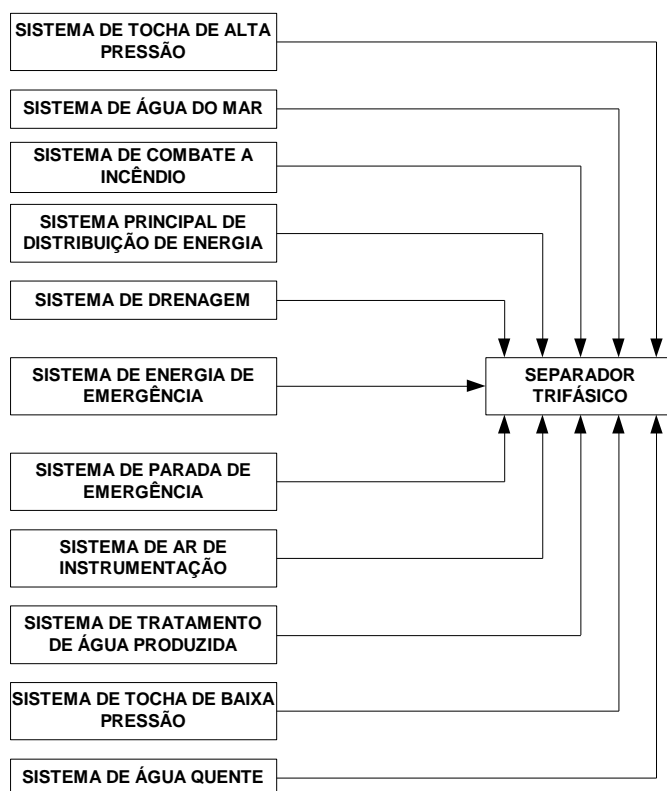 SISTEMA DE TOCHA DE ALTA
PRESSÃO
SISTEMA DE ÁGUA DO MAR
SISTEMA DE COMBATE A
INCÊNDIO
SISTEMA PRINCIPAL DE
DISTRIBUIÇÃO DE ENERGIA
SISTEMA DE DRENAGEM
SISTEMA DE ENERGIA DE
EMERGÊNCIA
SEPARADOR
TRIFÁSICO
SISTEMA DE PARADA DE
EMERGÊNCIA
SISTEMA DE AR DE
INSTRUMENTAÇÃO
SISTEMA DE TRATAMENTO
DE ÁGUA PRODUZIDA
SISTEMA DE TOCHA DE BAIXA
PRESSÃO
SISTEMA DE ÁGUA QUENTE